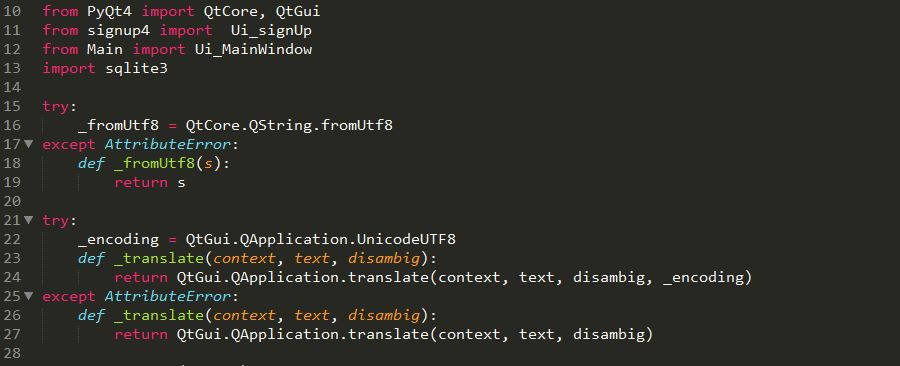 10 from PyQt4 import QtCore, QtGui
11 from signup4 import  Ui_signUp
12 from Main import Ui_MainWindow
13 import sqlite3
14
15 try:
16     _fromUtf8 = QtCore.QString.fromUtf8
17 except AttributeError:
18     def _fromUtf8(s):
19         return s
20
21 try:
22     _encoding = QtGui.QApplication.UnicodeUTF8
23     def _translate(context, text, disambig):
24         return QtGui.QApplication.translate(context, text, disambig, _encoding)
25 except AttributeError:
26     def _translate(context, text, disambig):
27         return QtGui.QApplication.translate(context, text, disambig)
28